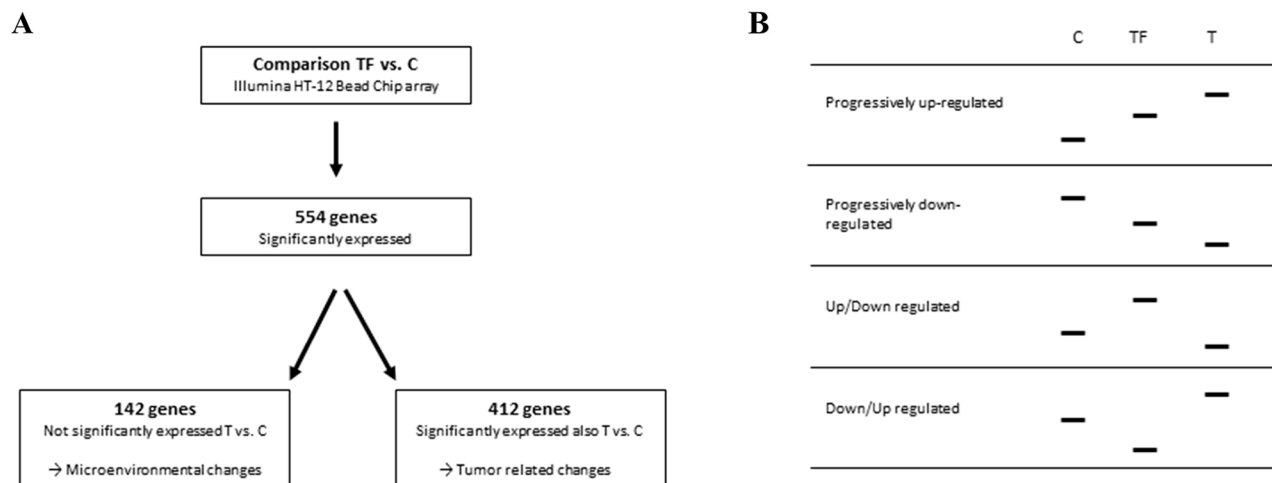 A
Comparison TF vs. C
Illumina HT-12 Bead Chip array
554 genes
Significantly expressed
142 genes
Not significantly expressed T vs. C
→ Microenvironmental changes
412 genes
Significantly expressed also T vs. C
→ Tumor related changes
B
C TF T
Progressively up-regulated
Progressively down-
regulated
Up/Down regulated
Down/Up regulated